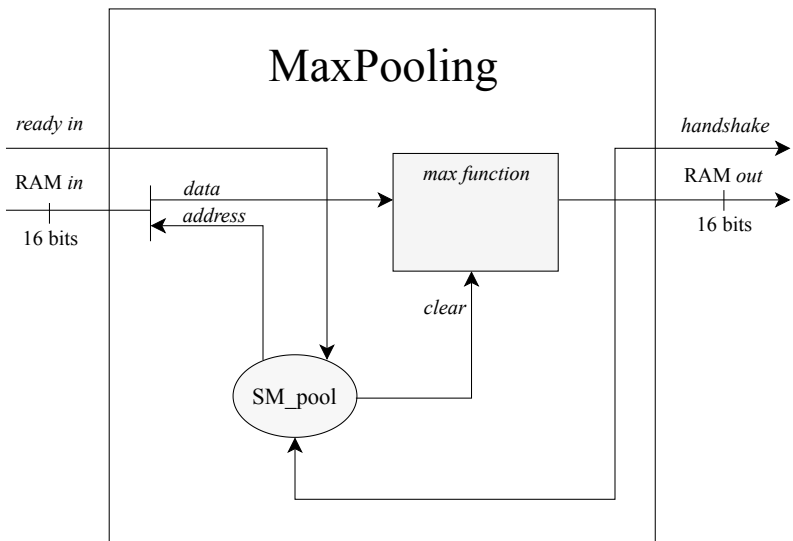 MaxPooling
ready in
handshake
RAM in
data
max function
RAM out
address
16 bits
16 bits
clear
SM_pool